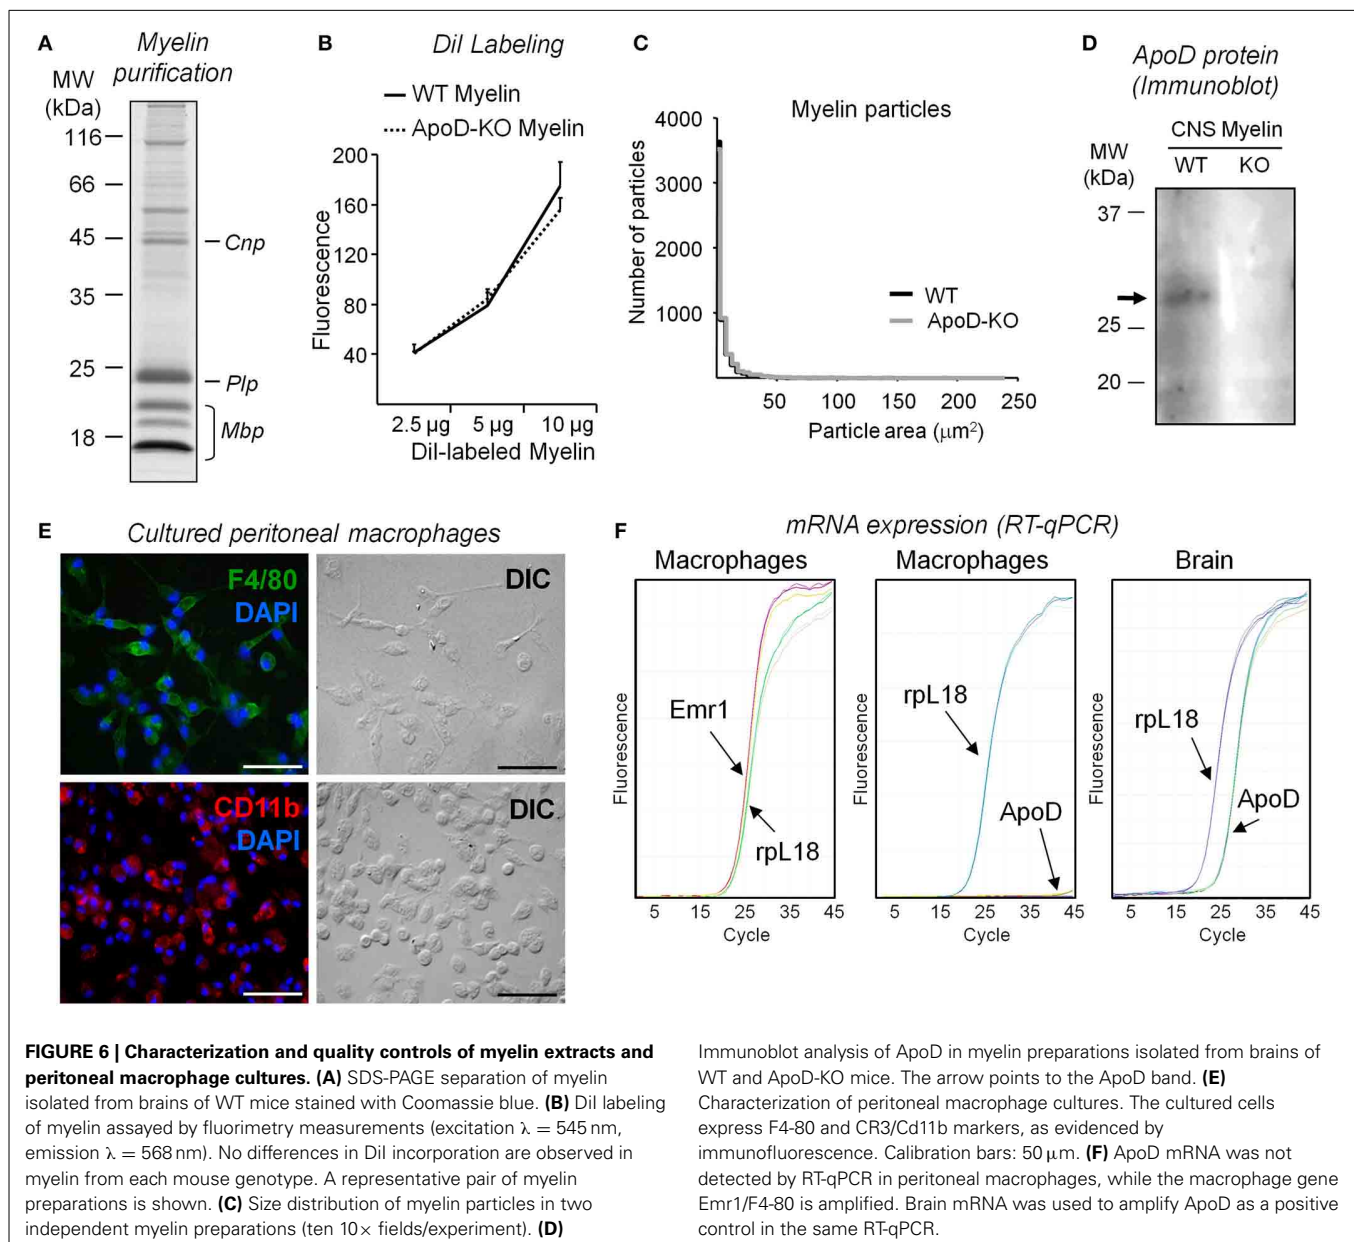 A
Myelin
purification
MW
(kDa)
116
66
45
35
25
18
Cnp
Plp
Mbp
B
DiI Labeling
WT Myelin
ApoD-KO Myelin
Fluorescence
200
160
120
80
40
2.5 µg
5 µg
10 µg
DiI-labeled Myelin
C
Myelin particles
Number of particles
4000
3000
2000
1000
WT
ApoD-KO
50
100
150
200
250
Particle area (µm²)
D
ApoD protein
(Immunoblot)
CNS Myelin
MW
(kDa)
WT
KO
37
25
20
E
Cultured peritoneal macrophages
F4/80
DAPI
DIC
CD11b
DAPI
DIC
F
mRNA expression (RT-qPCR)
Macrophages
Fluorescence
Emr1
rpL18
5
15
25
35
45
Cycle
Macrophages
Fluorescence
rpL18
ApoD
5
15
25
35
45
Cycle
Brain
Fluorescence
rpL18
ApoD
5
15
25
35
45
Cycle
FIGURE 6 | Characterization and quality controls of myelin extracts and
peritoneal macrophage cultures. (A) SDS-PAGE separation of myelin
isolated from brains of WT mice stained with Coomassie blue. (B) DiI labeling
of myelin assayed by fluorimetry measurements (excitation λ = 545 nm,
emission λ = 568 nm). No differences in DiI incorporation are observed in
myelin from each mouse genotype. A representative pair of myelin
preparations is shown. (C) Size distribution of myelin particles in two
independent myelin preparations (ten 10× fields/experiment). (D)
Immunoblot analysis of ApoD in myelin preparations isolated from brains of
WT and ApoD-KO mice. The arrow points to the ApoD band. (E)
Characterization of peritoneal macrophage cultures. The cultured cells
express F4-80 and CR3/Cd11b markers, as evidenced by
immunofluorescence. Calibration bars: 50 µm. (F) ApoD mRNA was not
detected by RT-qPCR in peritoneal macrophages, while the macrophage gene
Emr1/F4-80 is amplified. Brain mRNA was used to amplify ApoD as a positive
control in the same RT-qPCR.